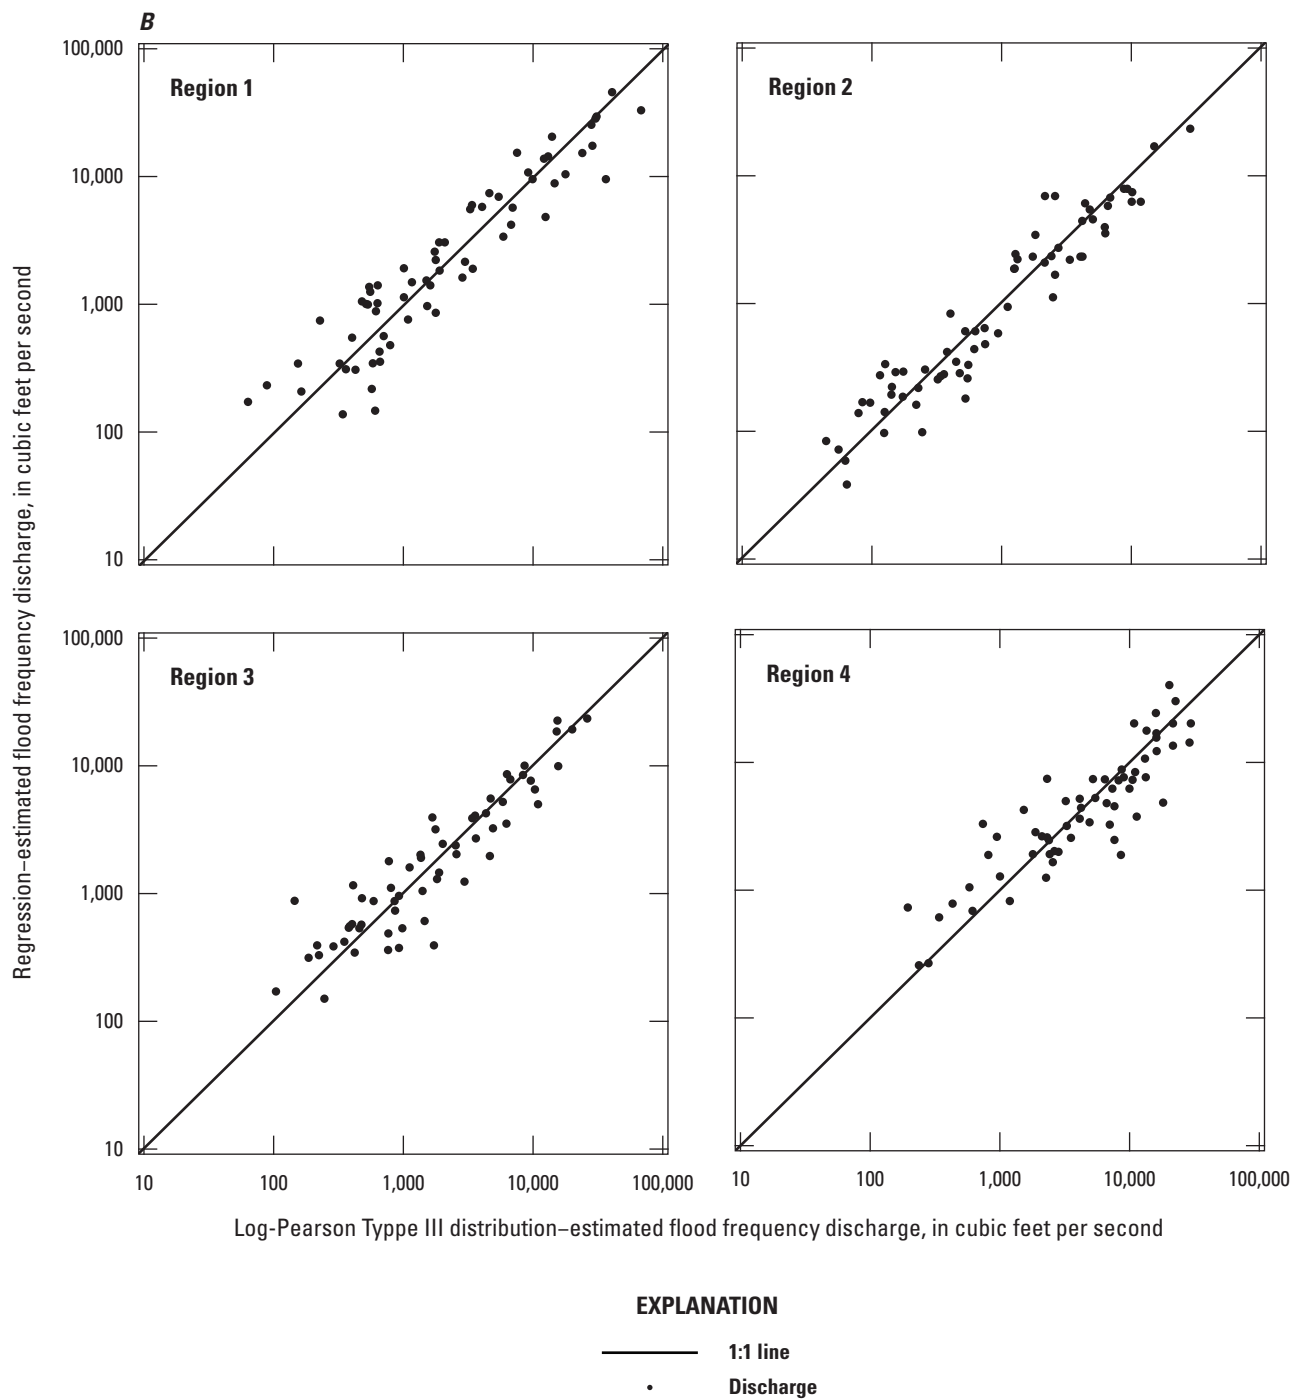 B
Region 1
Region 2
100,000
10,000
1,000
100
10
Region 3
Region 4
100,000
10,000
1,000
100
10
10 100 1,000 10,000 100,000
10 100 1,000 10,000 100,000
Regression–estimated flood frequency discharge, in cubic feet per second
Log-Pearson Typpe III distribution–estimated flood frequency discharge, in cubic feet per second
EXPLANATION
1:1 line
Discharge